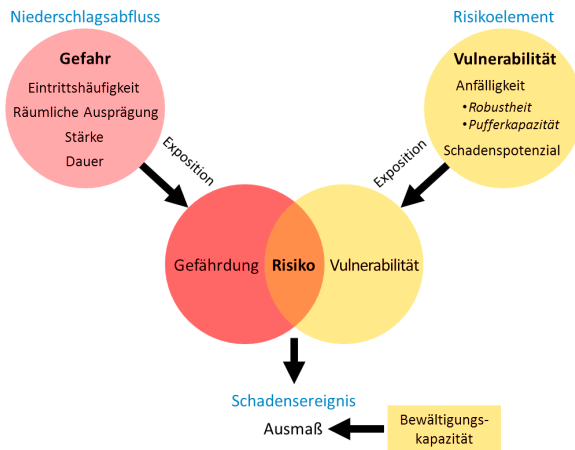 Niederschlagsabfluss
Gefahr
Eintrittshäufigkeit
Räumliche Ausprägung
Stärke
Dauer
Risikoelement
Vulnerabilität
Anfälligkeit
• Robustheit
• Pufferkapazität
Schadenspotenzial
Exposition
Exposition
Gefährdung
Risiko
Vulnerabilität
Schadensereignis
Ausmaß
Bewältigungs-
kapazität